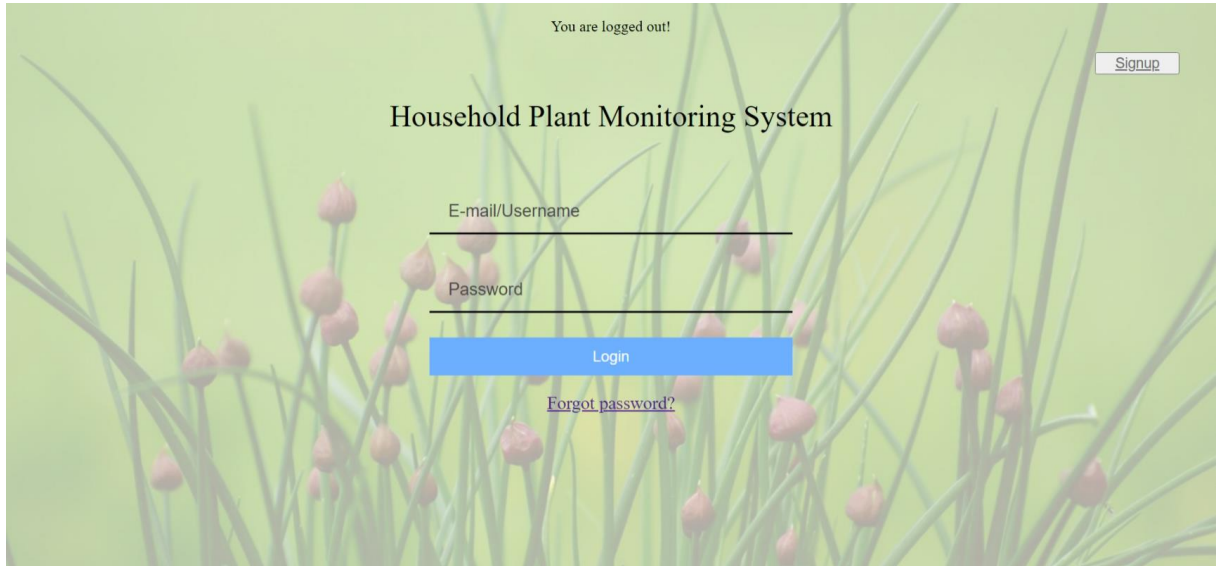 You are logged out!
Signup
Household Plant Monitoring System
E-mail/Username
Password
Login
Forgot password?